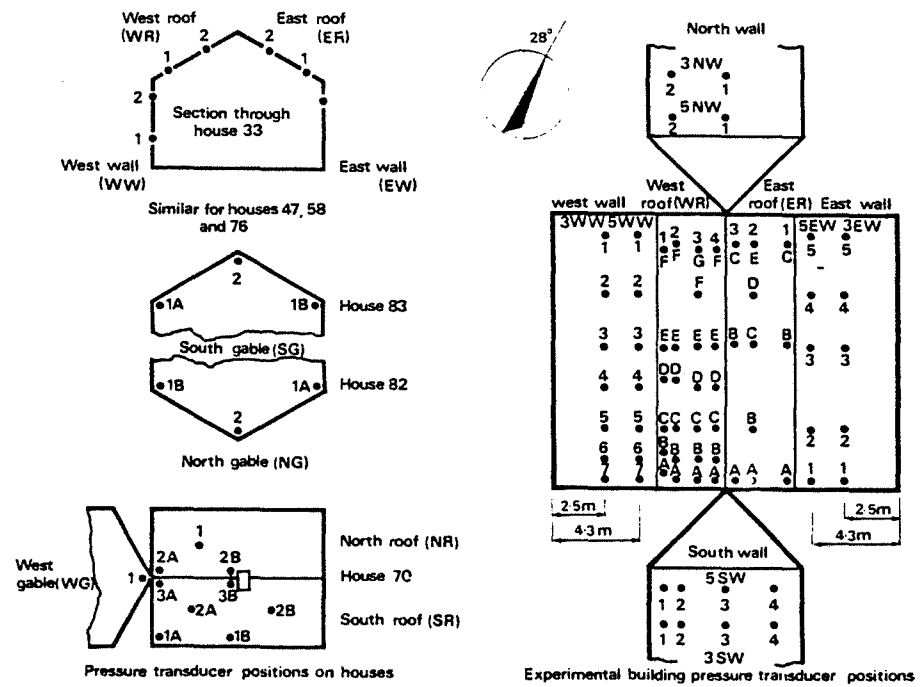 West roof
(WR)
East roof
(ER)
2
2
1
1
2
Section through
house 33
1
West wall
(WW)
East wall
(EW)
Similar for houses 47, 58
and 76
2
1A
1B
House 83
South gable (SG)
1B
1A
House 82
2
North gable (NG)
1
North roof (NR)
2A
2B
West
gable(WG)
1
House 70
3A
3B
2A
2B
South roof (SR)
1A
1B
Pressure transducer positions on houses
28°
North wall
3NW
2
1
5NW
2
1
West
East
west wall
roof(WR)
roof(ER)
East wall
3WW 5WW
5EW 3EW
1 2 3 4
3 2 1
1 1
F F G F
C E C
5 5
2 2
F
D
4 4
3 3
E E E E
B C B
3 3
4 4
D D D D
5 5
C C C C
B
2 2
6 6
B B B B
7 7
A A A A
A A A
1 1
2·5m
4·3m
2·5m
4·3m
South wall
5SW
1 2 3 4
1 2 3 4
3SW
Experimental building pressure transducer positions